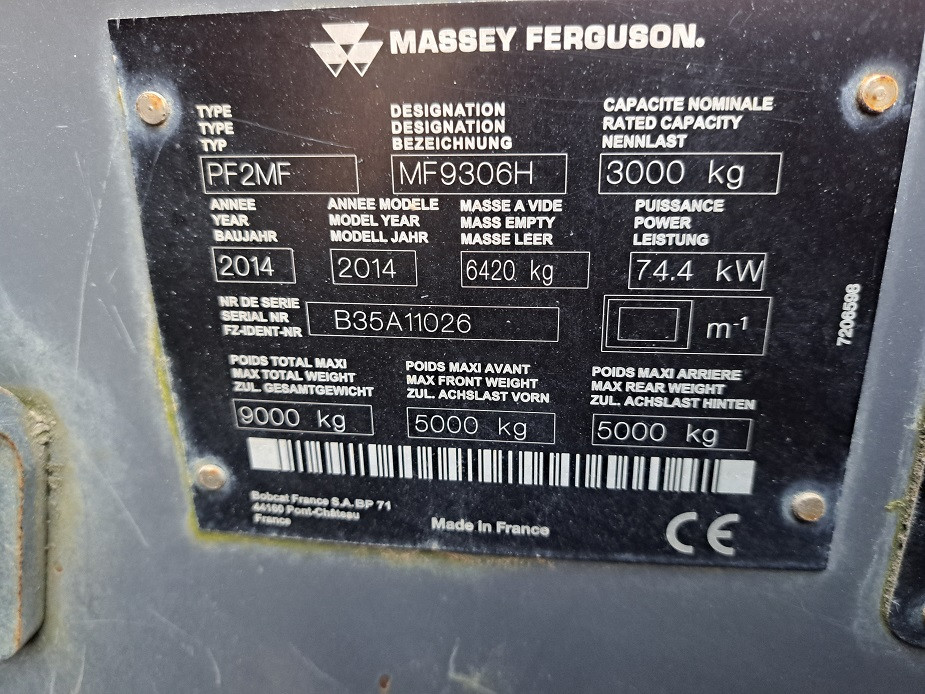 MASSEY FERGUSON.
TYPE
TYPE
TYP
PF2MF
DESIGNATION
DESIGNATION
BEZEICHNUNG
MF9306H
CAPACITE NOMINALE
RATED CAPACITY
NENNLAST
3000 kg
ANNEE
YEAR
BAUJAHR
2014
ANNEE MODELE
MODEL YEAR
MODELL JAHR
2014
MASSE A VIDE
MASS EMPTY
MASSE LEER
6420 kg
PUISSANCE
POWER
LEISTUNG
74.4 kW
NR DE SERIE
SERIAL NR
FZ-IDENT-NR
B35A11026
m-1
7206598
POIDS TOTAL MAXI
MAX TOTAL WEIGHT
ZUL. GESAMTGEWICHT
9000 kg
POIDS MAXI AVANT
MAX FRONT WEIGHT
ZUL. ACHSLAST VORN
5000 kg
POIDS MAXI ARRIERE
MAX REAR WEIGHT
ZUL. ACHSLAST HINTEN
5000 kg
Bobcat France S.A. BP 71
44160 Pont-Château
France
Made in France
CE